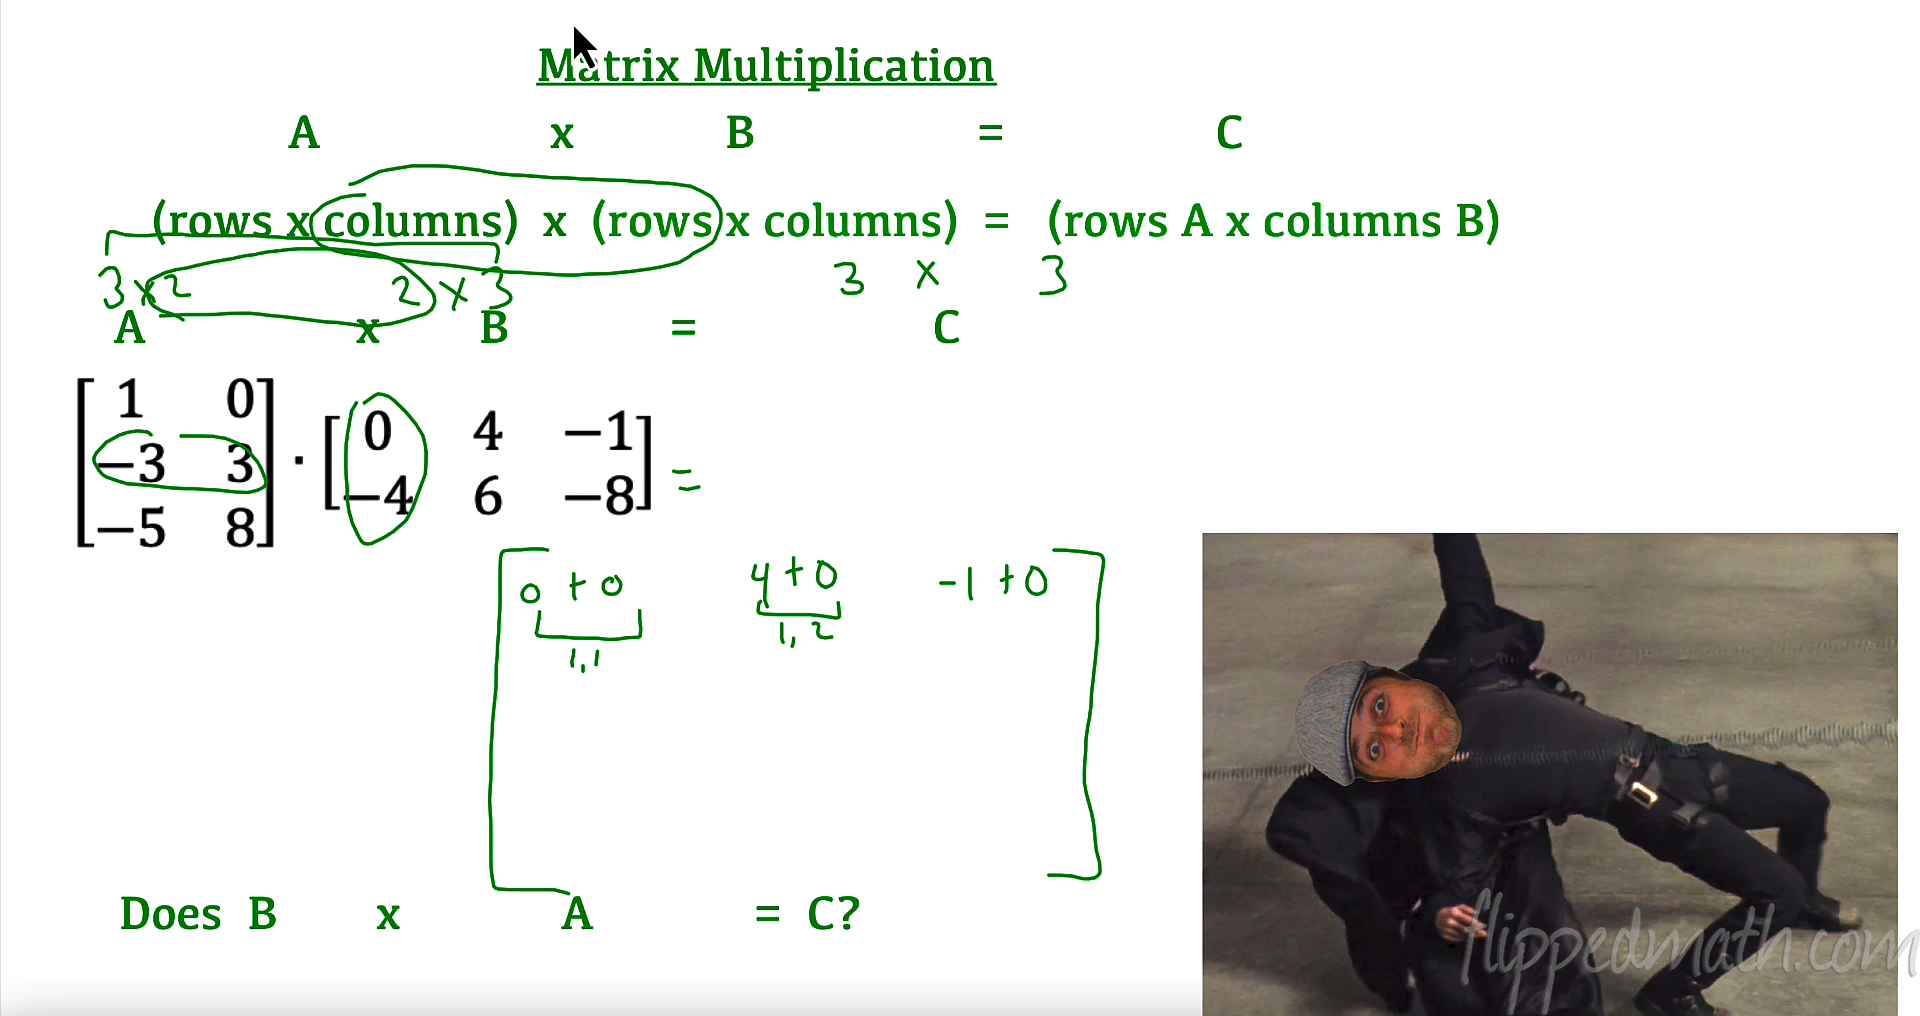 Matrix Multiplication
A x B = C
(rows x columns) x (rows x columns) = (rows A x columns B)
3 x 2 2 x 3 3 x 3
A x B = C
1 0
0 4 -1
-3 3 · =
-4 6 -8
-5 8
0 + 0 4 + 0 -1 + 0
1,1 1,2
Does B x A = C?
flippedmath.com